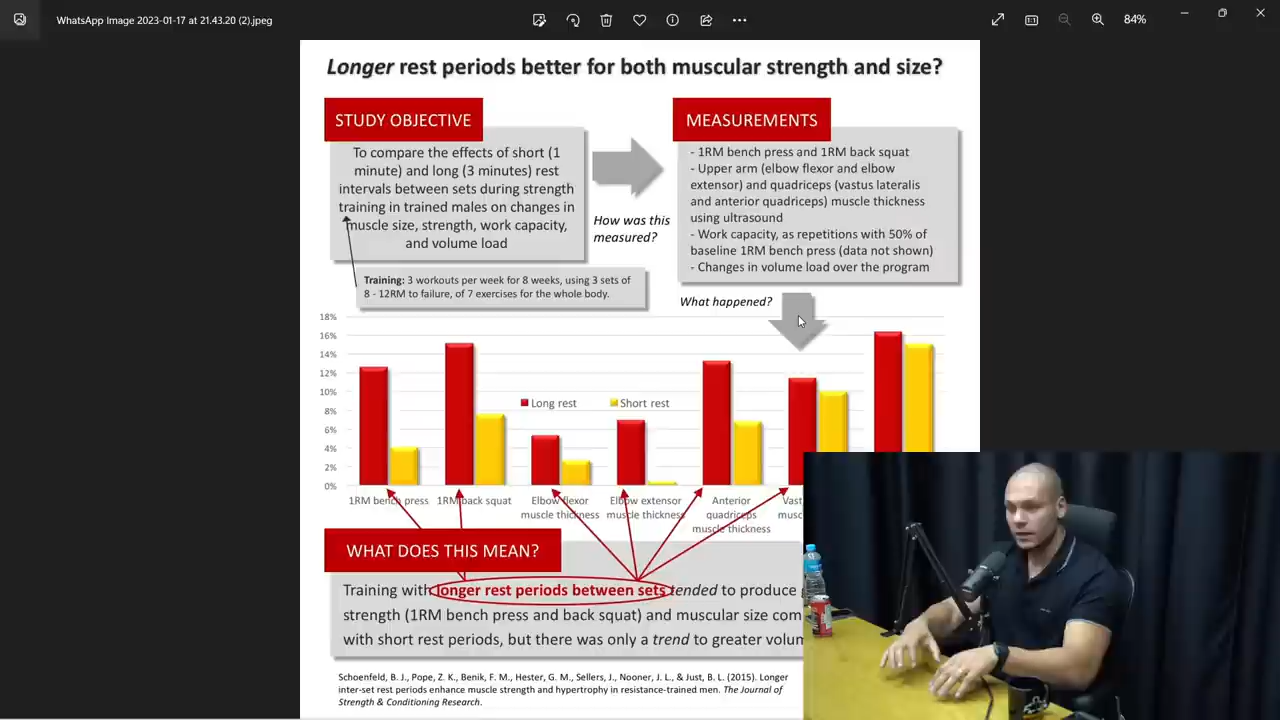 WhatsApp Image 2023-01-17 at 21.43.20 (2).jpeg
84%
Longer rest periods better for both muscular strength and size?
STUDY OBJECTIVE
To compare the effects of short (1
minute) and long (3 minutes) rest
intervals between sets during strength
training in trained males on changes in
muscle size, strength, work capacity,
and volume load
How was this
measured?
MEASUREMENTS
- 1RM bench press and 1RM back squat
- Upper arm (elbow flexor and elbow
extensor) and quadriceps (vastus lateralis
and anterior quadriceps) muscle thickness
using ultrasound
- Work capacity, as repetitions with 50% of
baseline 1RM bench press (data not shown)
- Changes in volume load over the program
Training: 3 workouts per week for 8 weeks, using 3 sets of
8 - 12RM to failure, of 7 exercises for the whole body.
What happened?
18%
16%
14%
12%
10%
8%
6%
4%
2%
0%
Long rest
Short rest
1RM bench press
1RM back squat
Elbow flexor
muscle thickness
Elbow extensor
muscle thickness
Anterior
quadriceps
muscle thickness
WHAT DOES THIS MEAN?
Training with longer rest periods between sets tended to produce
strength (1RM bench press and back squat) and muscular size
with short rest periods, but there was only a trend to greater
Schoenfeld, B. J., Pope, Z. K., Benik, F. M., Hester, G. M., Sellers, J., Nooner, J. L., & Just, B. L. (2015). Longer
inter-set rest periods enhance muscle strength and hypertrophy in resistance-trained men. The Journal of
Strength & Conditioning Research.